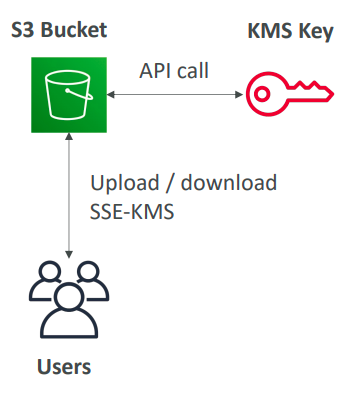 S3 Bucket
KMS Key
API call
Upload / download
SSE-KMS
Users